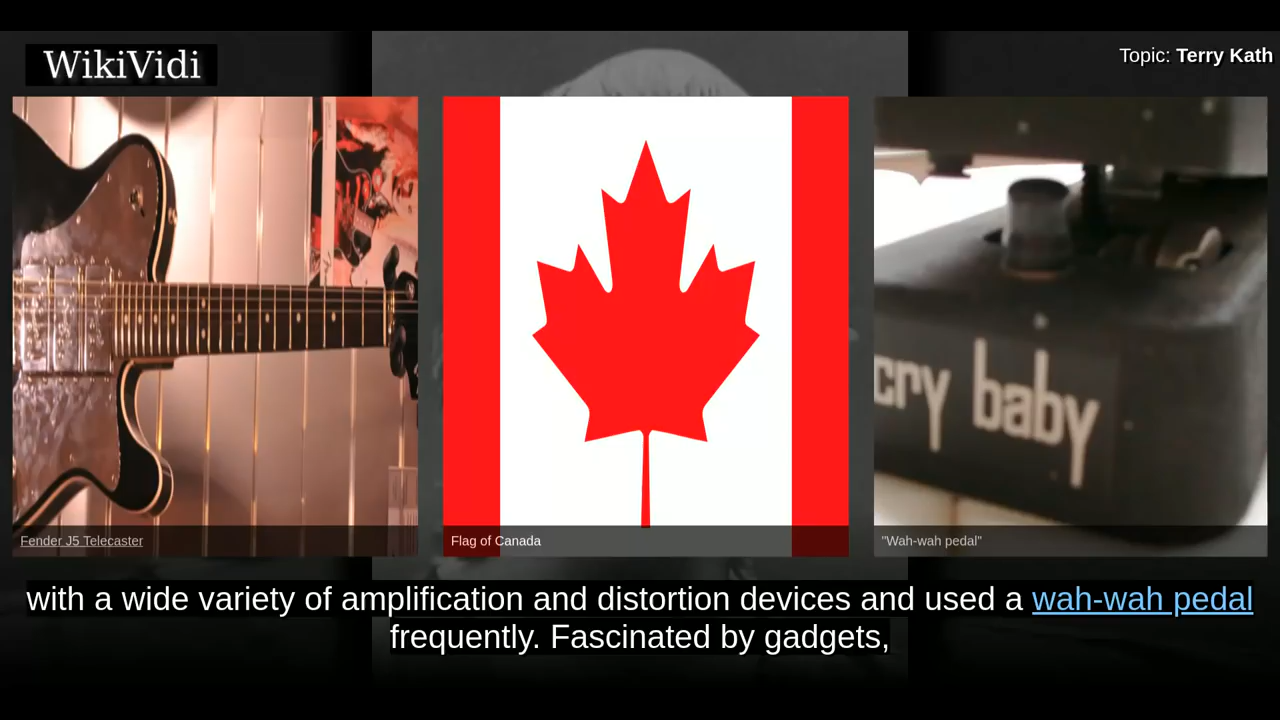 WikiVidi
Topic: Terry Kath
cry baby
Fender J5 Telecaster
Flag of Canada
"Wah-wah pedal"
with a wide variety of amplification and distortion devices and used a wah-wah pedal
frequently. Fascinated by gadgets,